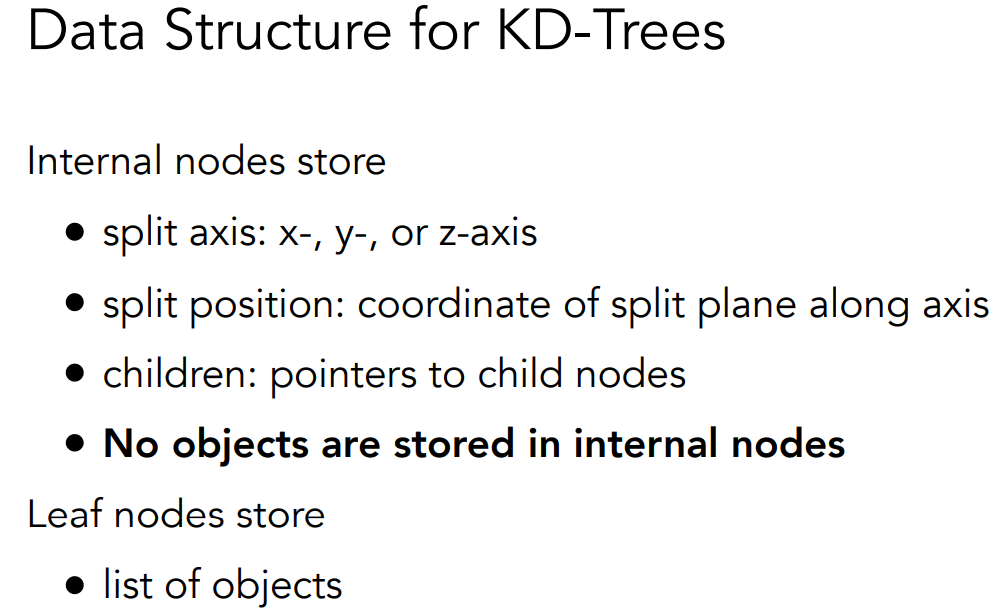 Data Structure for KD-Trees
Internal nodes store
● split axis: x-, y-, or z-axis
● split position: coordinate of split plane along axis
● children: pointers to child nodes
● No objects are stored in internal nodes
Leaf nodes store
● list of objects